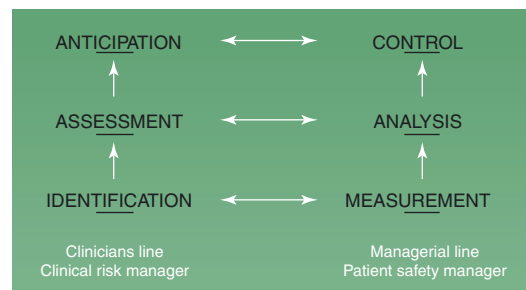 ANTICIPATION CONTROL
ASSESSMENT ANALYSIS
IDENTIFICATION MEASUREMENT
Clinicians line Managerial line
Clinical risk manager Patient safety manager